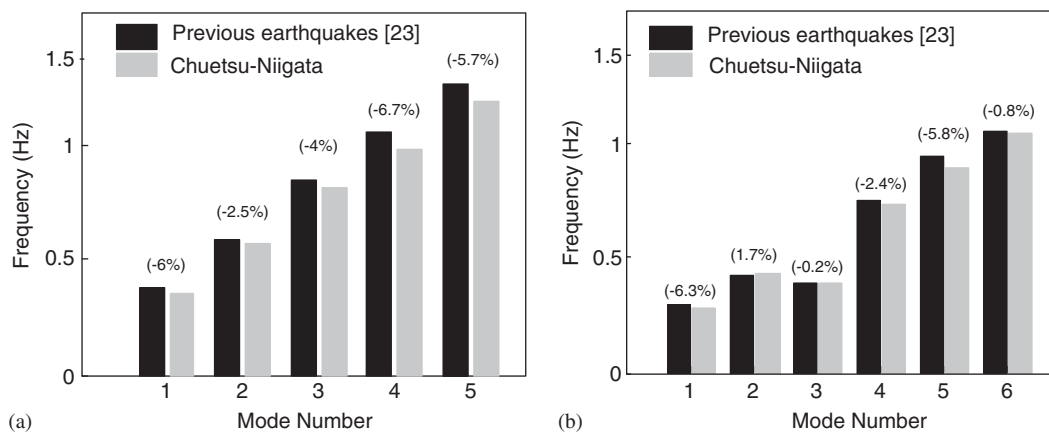 Previous earthquakes [23]
Chuetsu-Niigata
1.5
1
0.5
0
Frequency (Hz)
(-6%)
(-2.5%)
(-4%)
(-6.7%)
(-5.7%)
1 2 3 4 5
Mode Number
(a)
Previous earthquakes [23]
Chuetsu-Niigata
1.5
1
0.5
0
Frequency (Hz)
(-6.3%)
(1.7%)
(-0.2%)
(-2.4%)
(-5.8%)
(-0.8%)
1 2 3 4 5 6
Mode Number
(b)